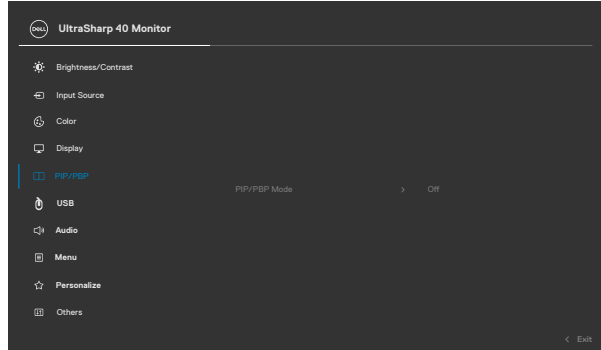 DELL UltraSharp 40 Monitor
Brightness/Contrast
Input Source
Color
Display
PIP/PBP
PIP/PBP Mode > Off
USB
Audio
Menu
Personalize
Others
< Exit